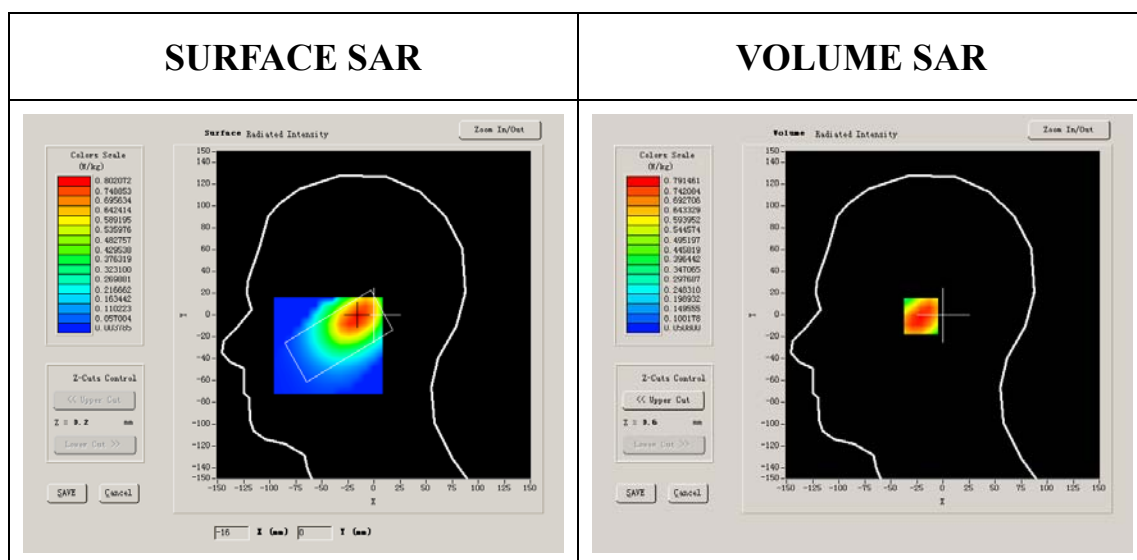 SURFACE SAR
VOLUME SAR
Surface Radiated Intensity
Zoom In/Out
Colors Scale
(W/kg)
0.802072
0.748853
0.695634
0.642414
0.589195
0.535976
0.482757
0.429538
0.376319
0.323100
0.269881
0.216662
0.163442
0.110223
0.057004
0.003785
150
140
120
100
80
60
40
20
0
-20
-40
-60
-80
-100
-120
-140
-150
Y
-150 -125 -100 -75 -50 -25 0 25 50 75 100 125 150
X
Z-Cuts Control
<< Upper Cut
Z = 3.2 mm
Lower Cut >>
SAVE Cancel
-16 X (mm) 0 Y (mm)
Volume Radiated Intensity
Zoom In/Out
Colors Scale
(W/kg)
0.791461
0.742084
0.692706
0.643329
0.593952
0.544574
0.495197
0.445819
0.396442
0.347065
0.297687
0.248310
0.198932
0.149555
0.100178
0.050800
150
140
120
100
80
60
40
20
0
-20
-40
-60
-80
-100
-120
-140
-150
Y
-150 -125 -100 -75 -50 -25 0 25 50 75 100 125 150
X
Z-Cuts Control
<< Upper Cut
Z = 3.6 mm
Lower Cut >>
SAVE Cancel